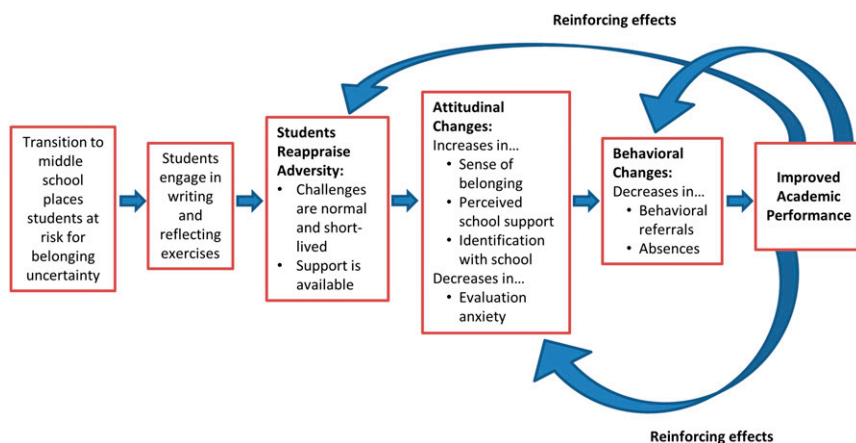 Reinforcing effects
Transition to
middle
school
places
students at
risk for
belonging
uncertainty
Students
engage in
writing
and
reflecting
exercises
Students
Reappraise
Adversity:
• Challenges
are normal
and short-
lived
• Support is
available
Attitudinal
Changes:
Increases in…
• Sense of
belonging
• Perceived
school support
• Identification
with school
Decreases in…
• Evaluation
anxiety
Behavioral
Changes:
Decreases in…
• Behavioral
referrals
• Absences
Improved
Academic
Performance
Reinforcing effects